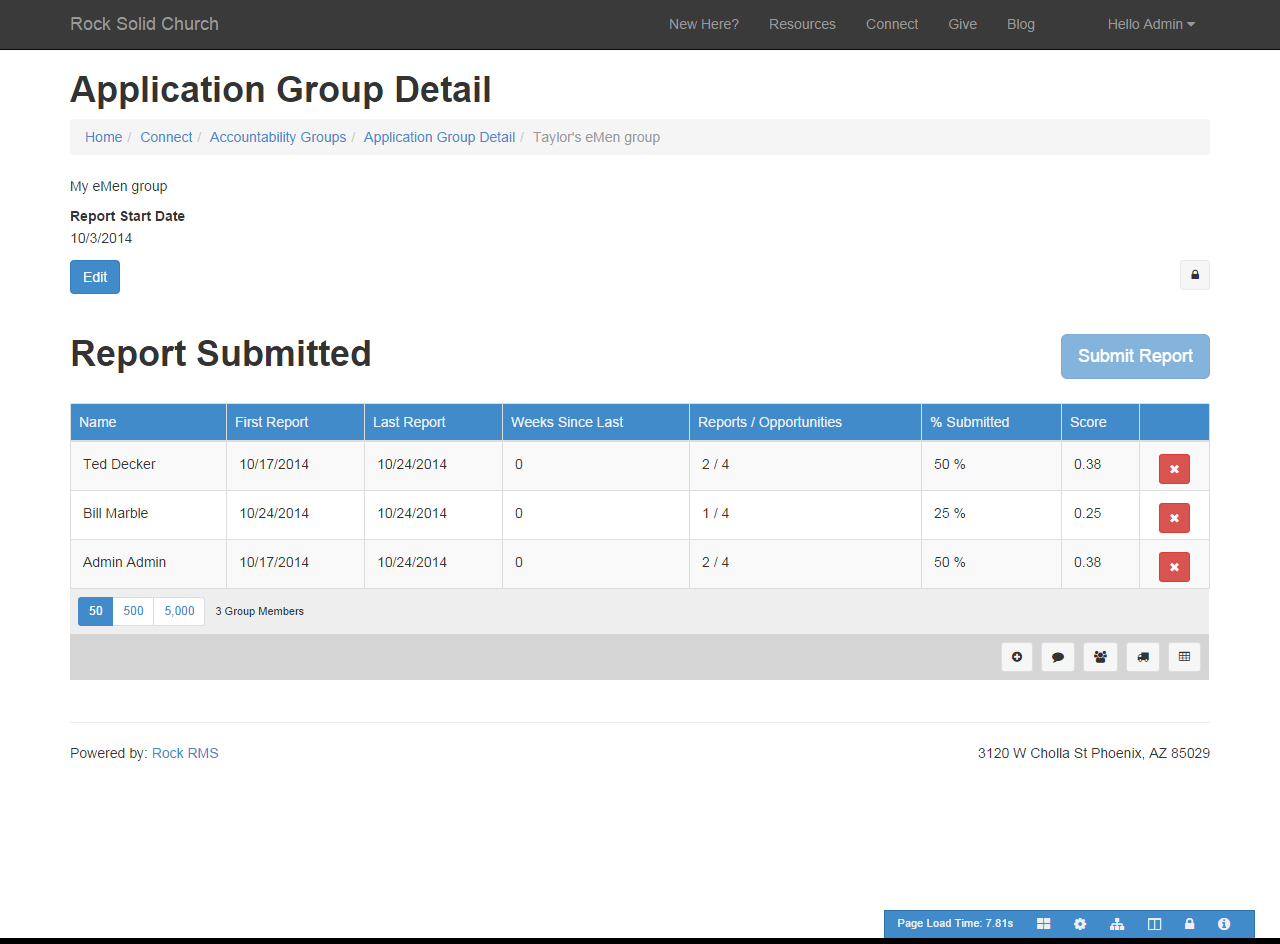 Rock Solid Church New Here? Resources Connect Give Blog Hello Admin
Application Group Detail
Home / Connect / Accountability Groups / Application Group Detail / Taylor's eMen group
My eMen group
Report Start Date
10/3/2014
Edit
Report Submitted Submit Report
Name First Report Last Report Weeks Since Last Reports / Opportunities % Submitted Score
Ted Decker 10/17/2014 10/24/2014 0 2 / 4 50 % 0.38
Bill Marble 10/24/2014 10/24/2014 0 1 / 4 25 % 0.25
Admin Admin 10/17/2014 10/24/2014 0 2 / 4 50 % 0.38
50 500 5,000 3 Group Members
Powered by: Rock RMS 3120 W Cholla St Phoenix, AZ 85029
Page Load Time: 7.81s